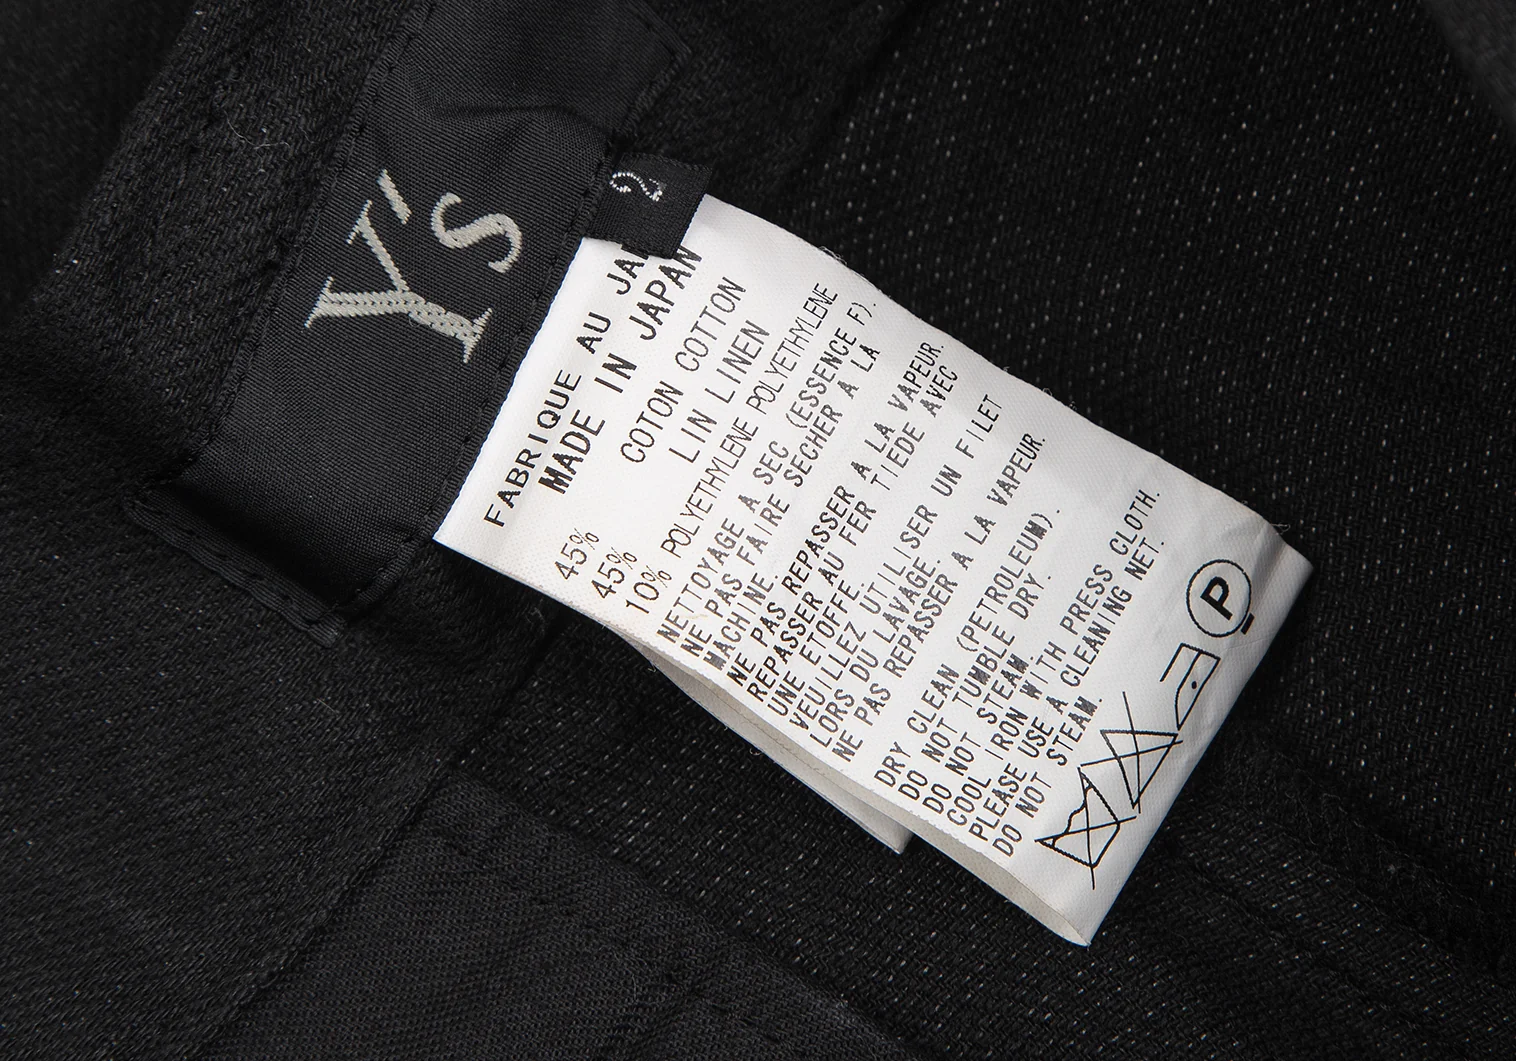 Y's
2
FABRIQUE AU
MADE IN JAPAN
45% COTON COTTON
45% LIN LINEN
10% POLYETHYLENE POLYETHYLENE
NETTOYAGE A SEC (ESSENCE F).
NE PAS FAIRE SECHER A LA
MACHINE.
NE PAS REPASSER A LA VAPEUR.
REPASSER AU FER TIEDE AVEC
UNE ETOFFE.
VEUILLEZ UTILISER UN FILET
LORS DU LAVAGE.
NE PAS REPASSER A LA VAPEUR.
DRY CLEAN (PETROLEUM).
DO NOT TUMBLE DRY.
DO NOT STEAM.
COOL IRON WITH PRESS CLOTH.
PLEASE USE A CLEANING NET.
DO NOT STEAM.
P